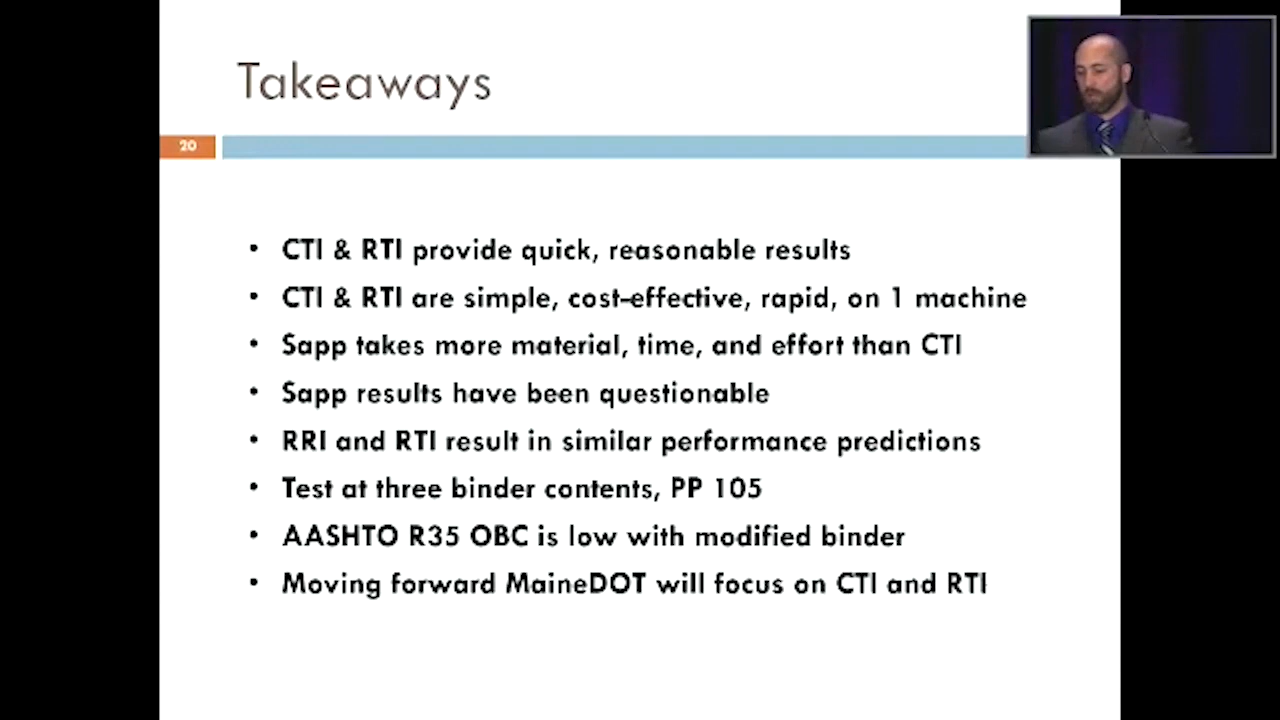 Takeaways
20
• CTI & RTI provide quick, reasonable results
• CTI & RTI are simple, cost-effective, rapid, on 1 machine
• Sapp takes more material, time, and effort than CTI
• Sapp results have been questionable
• RRI and RTI result in similar performance predictions
• Test at three binder contents, PP 105
• AASHTO R35 OBC is low with modified binder
• Moving forward MaineDOT will focus on CTI and RTI